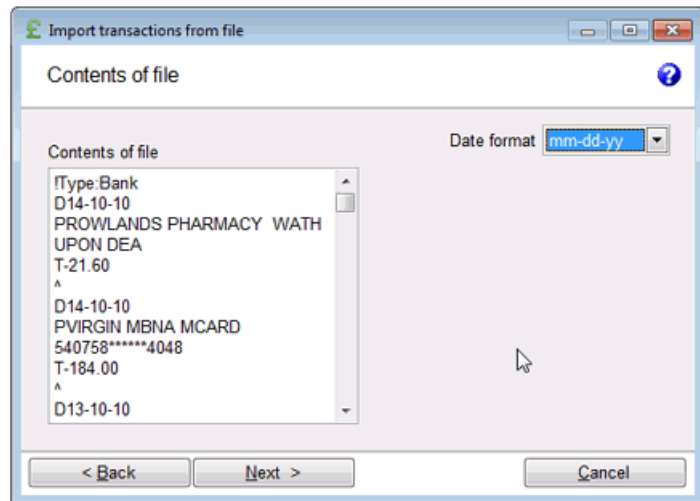 Import transactions from file
Contents of file
Date format mm-dd-yy
Contents of file
!Type:Bank
D14-10-10
PROWLANDS PHARMACY  WATH
UPON DEA
T-21.60
^
D14-10-10
PVIRGIN MBNA MCARD
540758******4048
T-184.00
^
D13-10-10
< Back
Next >
Cancel